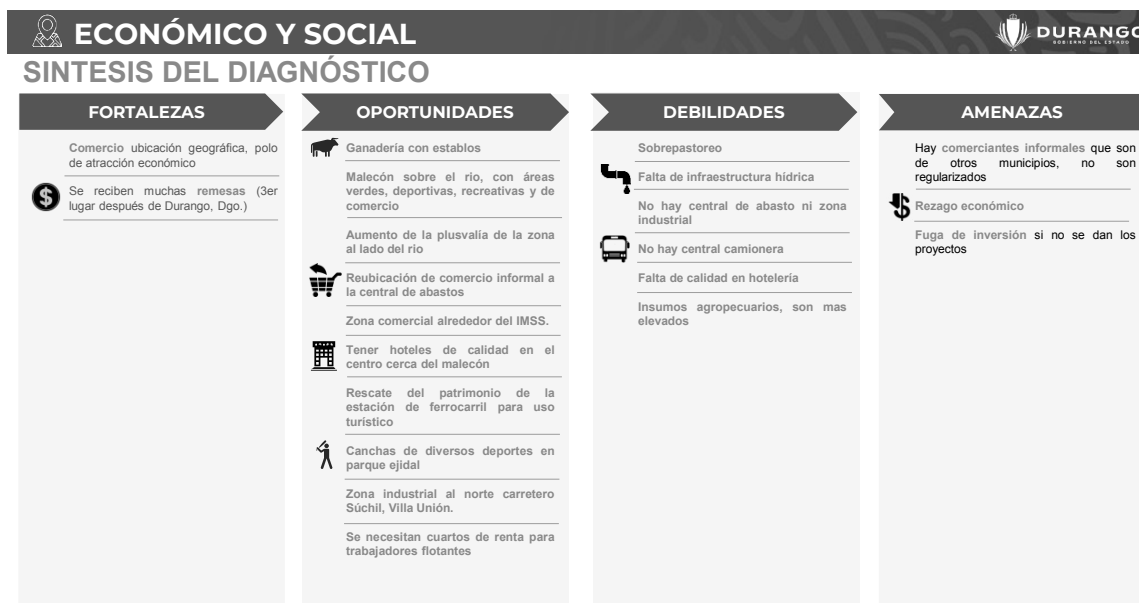 ECONÓMICO Y SOCIAL
DURANGO
GOBIERNO DEL ESTADO
SINTESIS DEL DIAGNÓSTICO
FORTALEZAS
Comercio ubicación geográfica, polo
de atracción económico
Se reciben muchas remesas (3er
lugar después de Durango, Dgo.)
OPORTUNIDADES
Ganadería con establos
Malecón sobre el rio, con áreas
verdes, deportivas, recreativas y de
comercio
Aumento de la plusvalía de la zona
al lado del rio
Reubicación de comercio informal a
la central de abastos
Zona comercial alrededor del IMSS.
Tener hoteles de calidad en el
centro cerca del malecón
Rescate del patrimonio de la
estación de ferrocarril para uso
turístico
Canchas de diversos deportes en
parque ejidal
Zona industrial al norte carretero
Súchil, Villa Unión.
Se necesitan cuartos de renta para
trabajadores flotantes
DEBILIDADES
Sobrepastoreo
Falta de infraestructura hídrica
No hay central de abasto ni zona
industrial
No hay central camionera
Falta de calidad en hotelería
Insumos agropecuarios, son mas
elevados
AMENAZAS
Hay comerciantes informales que son
de otros municipios, no son
regularizados
Rezago económico
Fuga de inversión si no se dan los
proyectos